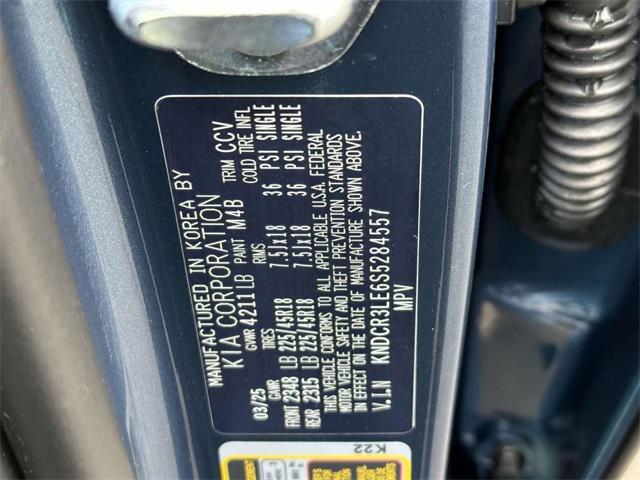 MANUFACTURED IN KOREA BY
KIA CORPORATION
GVWR 4211LB PAINT M4B TRIM CCV
03/25 GAWR TIRES RIMS COLD TIRE INFL
FRONT 2348 LB 225/45R18 7.5Jx18 36 PSI SINGLE
REAR 2315 LB 225/45R18 7.5Jx18 36 PSI SINGLE
THIS VEHICLE CONFORMS TO ALL APPLICABLE U.S.A. FEDERAL
MOTOR VEHICLE SAFETY AND THEFT PREVENTION STANDARDS
IN EFFECT ON THE DATE OF MANUFACTURE SHOWN ABOVE.
V.I.N KNDCR3LE6S5284557
MPV
K22